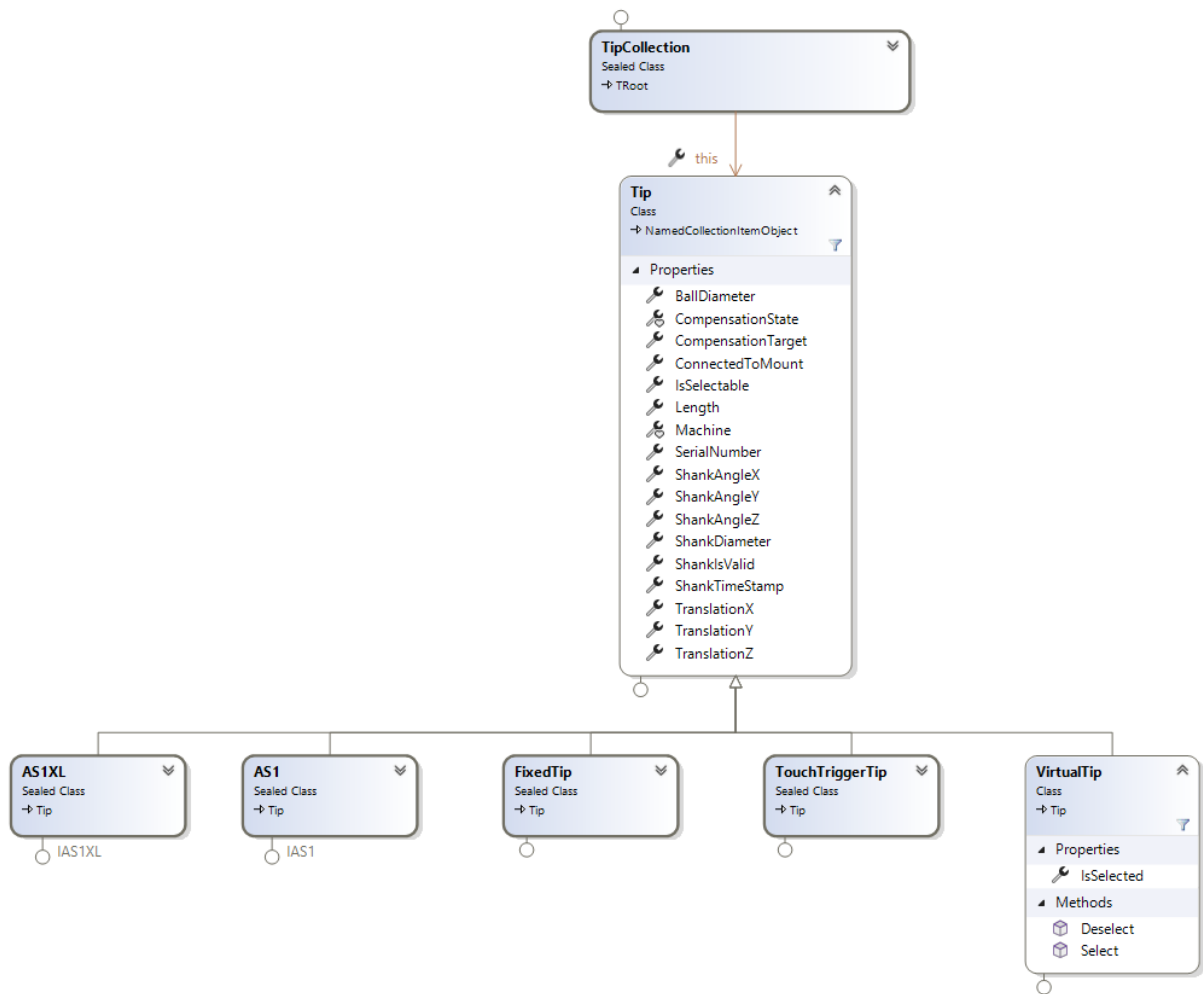 TipCollection
Sealed Class
TRoot
this
Tip
Class
NamedCollectionItemObject
Properties
BallDiameter
CompensationState
CompensationTarget
ConnectedToMount
IsSelectable
Length
Machine
SerialNumber
ShankAngleX
ShankAngleY
ShankAngleZ
ShankDiameter
ShankIsValid
ShankTimeStamp
TranslationX
TranslationY
TranslationZ
AS1XL
Sealed Class
Tip
IAS1XL
AS1
Sealed Class
Tip
IAS1
FixedTip
Sealed Class
Tip
TouchTriggerTip
Sealed Class
Tip
VirtualTip
Class
Tip
Properties
IsSelected
Methods
Deselect
Select